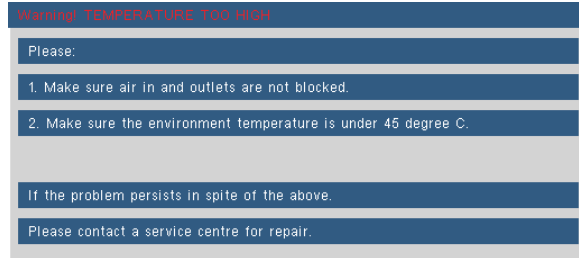 Warning! TEMPERATURE TOO HIGH
Please:
1. Make sure air in and outlets are not blocked.
2. Make sure the environment temperature is under 45 degree C.
If the problem persists in spite of the above.
Please contact a service centre for repair.